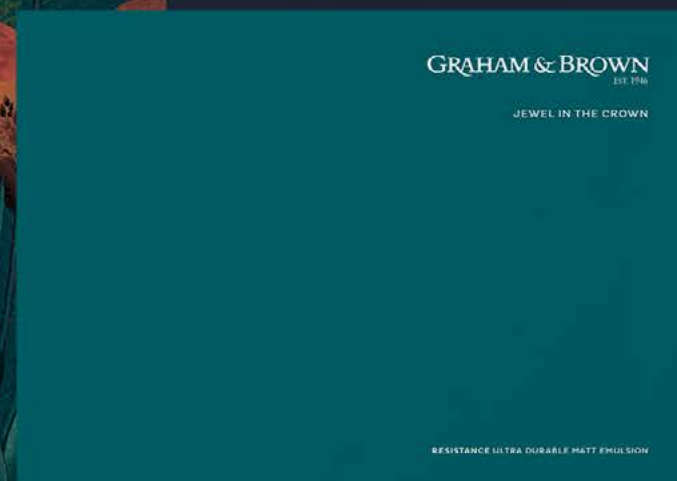 GRAHAM & BROWN
EST. 1946
JEWEL IN THE CROWN
RESISTANCE ULTRA DURABLE MATT EMULSION